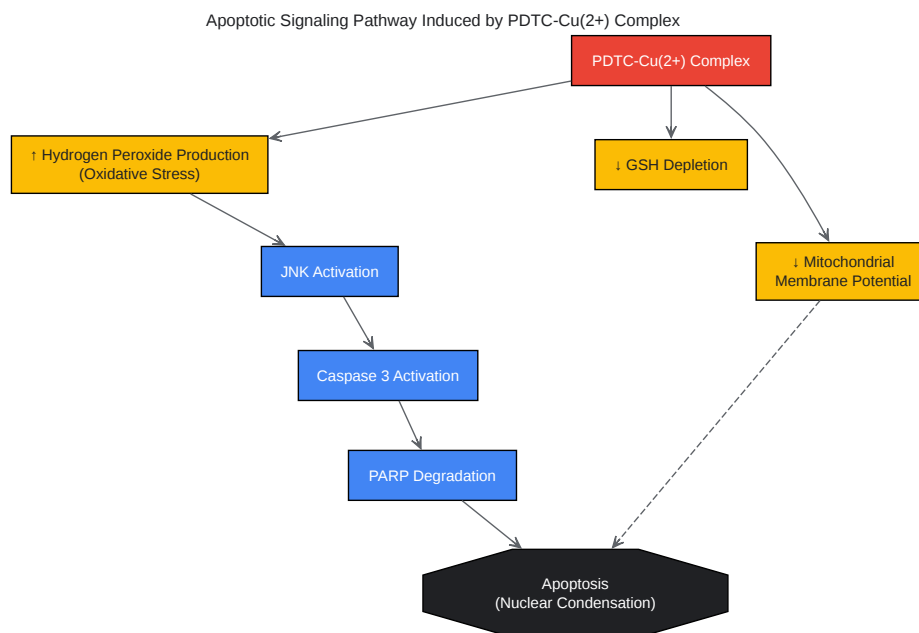 Apoptotic Signaling Pathway Induced by PDTC-Cu(2+) Complex
PDTC-Cu(2+) Complex
↑ Hydrogen Peroxide Production
(Oxidative Stress)
↓ GSH Depletion
JNK Activation
↓ Mitochondrial
Membrane Potential
Caspase 3 Activation
PARP Degradation
Apoptosis
(Nuclear Condensation)